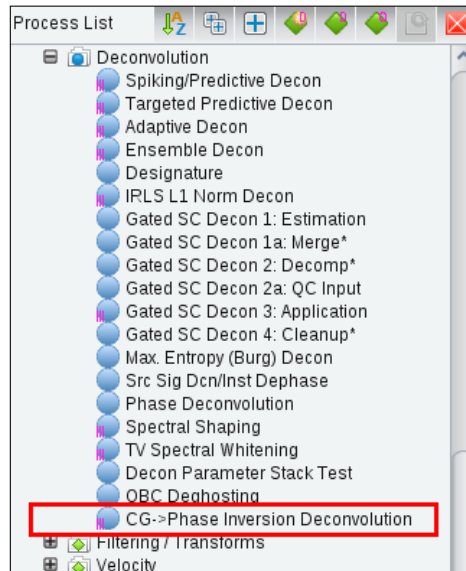 Process List
Deconvolution
Spiking/Predictive Decon
Targeted Predictive Decon
Adaptive Decon
Ensemble Decon
Designature
IRLS L1 Norm Decon
Gated SC Decon 1: Estimation
Gated SC Decon 1a: Merge*
Gated SC Decon 2: Decomp*
Gated SC Decon 2a: QC Input
Gated SC Decon 3: Application
Gated SC Decon 4: Cleanup*
Max. Entropy (Burg) Decon
Src Sig Dcn/Inst Dephase
Phase Deconvolution
Spectral Shaping
TV Spectral Whitening
Decon Parameter Stack Test
OBC Deghosting
CG->Phase Inversion Deconvolution
Filtering / Transforms
Velocity